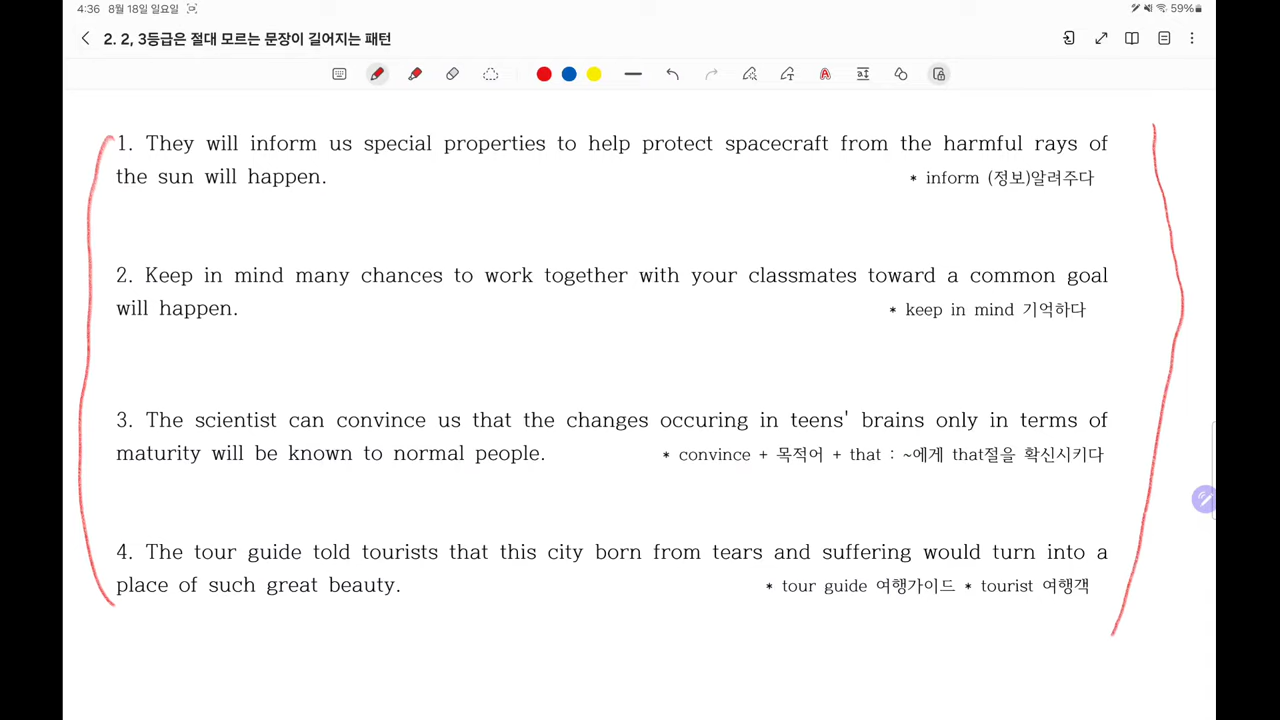 4:36 8월 18일 일요일 59%
2. 2, 3등급은 절대 모르는 문장이 길어지는 패턴
1. They will inform us special properties to help protect spacecraft from the harmful rays of
the sun will happen. * inform (정보)알려주다
2. Keep in mind many chances to work together with your classmates toward a common goal
will happen. * keep in mind 기억하다
3. The scientist can convince us that the changes occuring in teens' brains only in terms of
maturity will be known to normal people. * convince + 목적어 + that : ~에게 that절을 확신시키다
4. The tour guide told tourists that this city born from tears and suffering would turn into a
place of such great beauty. * tour guide 여행가이드 * tourist 여행객